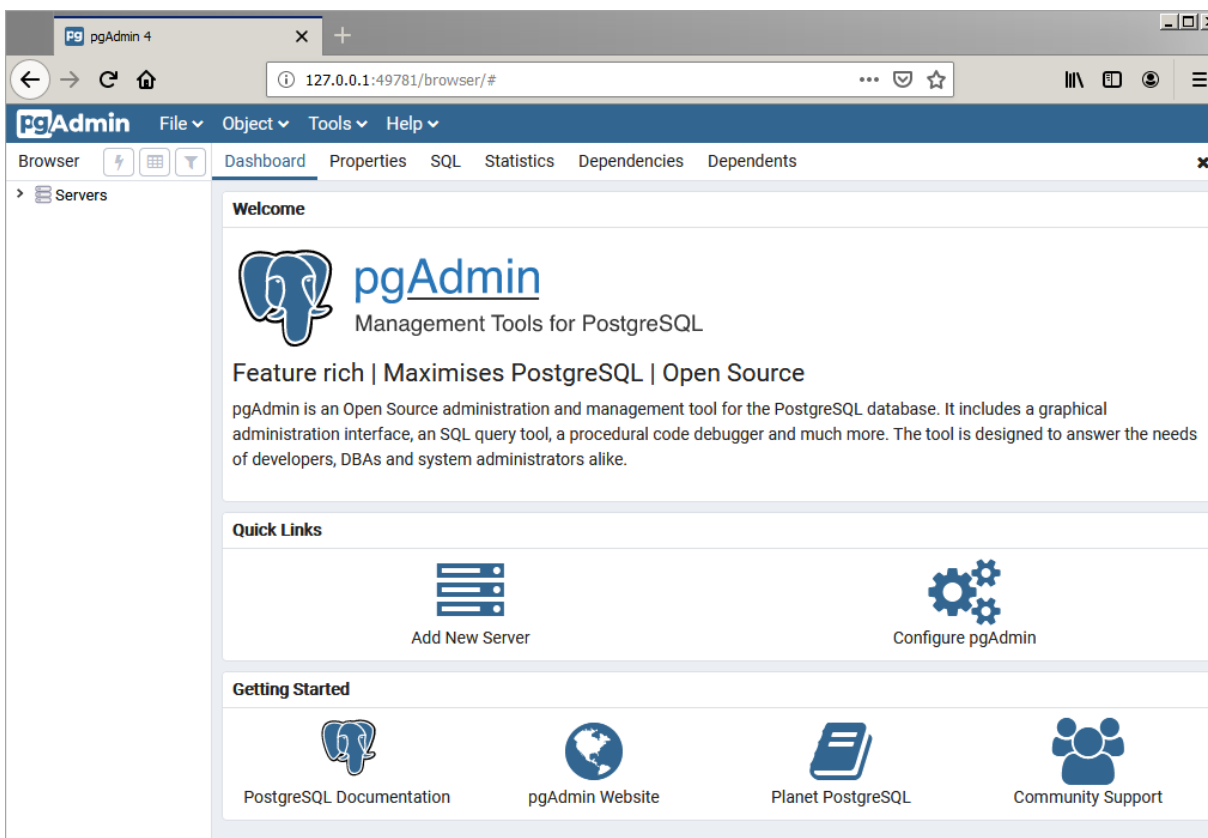 pgAdmin 4
127.0.0.1:49781/browser/#
pgAdmin File Object Tools Help
Browser Dashboard Properties SQL Statistics Dependencies Dependents
Servers
Welcome
pgAdmin
Management Tools for PostgreSQL
Feature rich | Maximises PostgreSQL | Open Source
pgAdmin is an Open Source administration and management tool for the PostgreSQL database. It includes a graphical
administration interface, an SQL query tool, a procedural code debugger and much more. The tool is designed to answer the needs
of developers, DBAs and system administrators alike.
Quick Links
Add New Server Configure pgAdmin
Getting Started
PostgreSQL Documentation pgAdmin Website Planet PostgreSQL Community Support